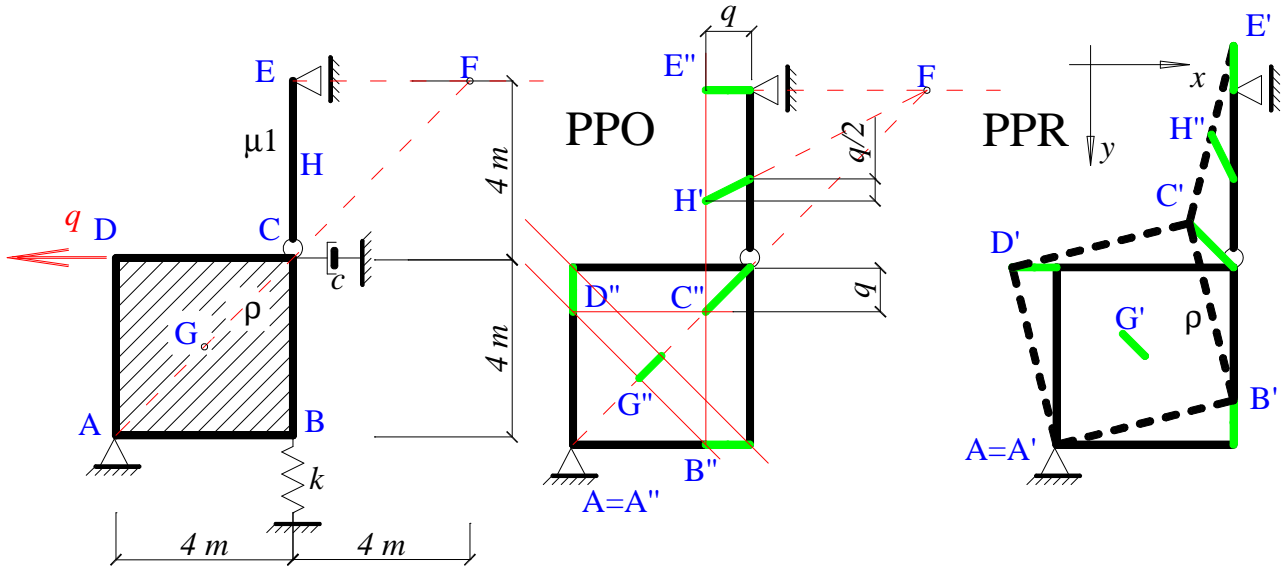 E
F
μ1
H
4 m
q
D
C
c
ρ
G
4 m
A
B
k
4 m
4 m
q
E''
F
PPO
q/2
H'
D''
C''
q
G''
B''
A=A''
E'
x
PPR
H''
y
C'
D'
G'
ρ
B'
A=A'